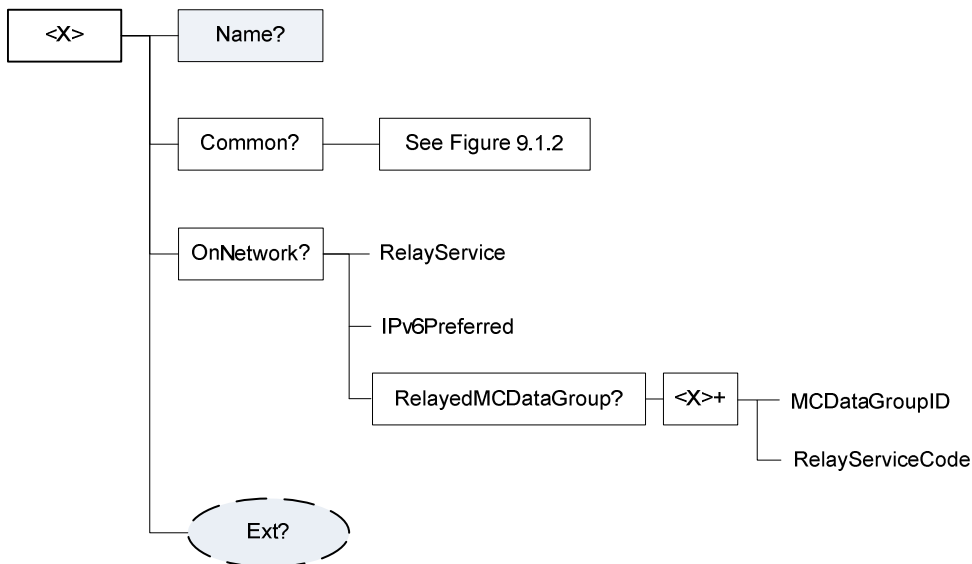 <X>
Name?
Common?
See Figure 9.1.2
OnNetwork?
RelayService
IPv6Preferred
RelayedMCDataGroup?
<X>+
MCDataGroupID
RelayServiceCode
Ext?